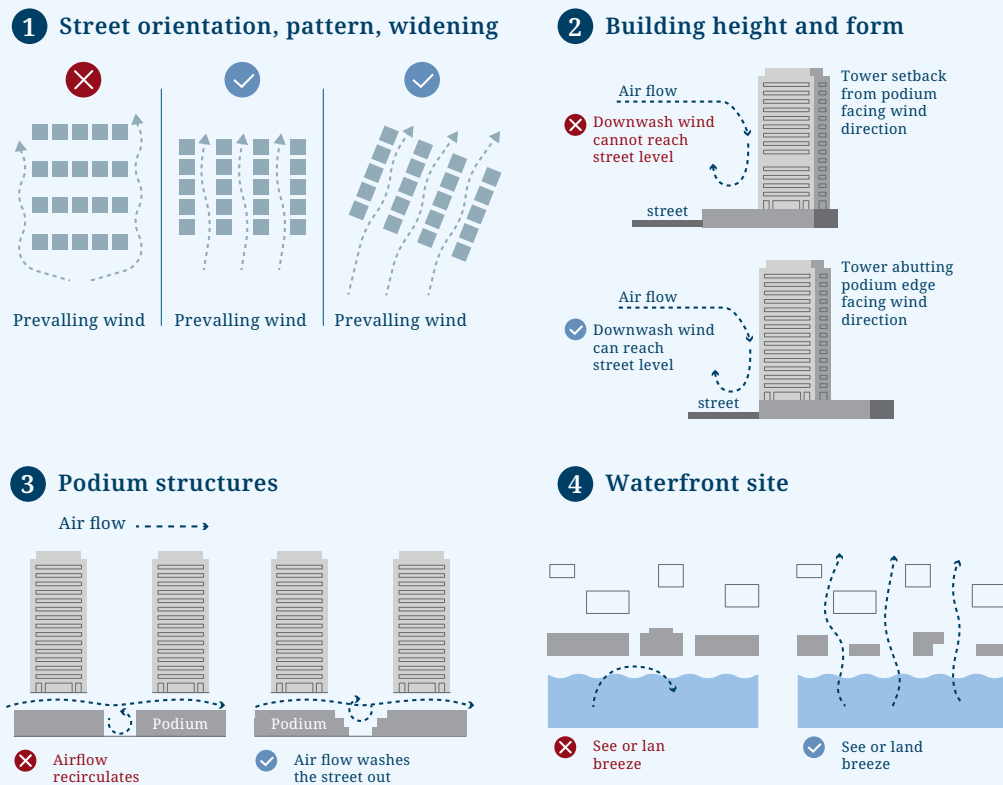 1 Street orientation, pattern, widening
Prevalling wind
Prevalling wind
Prevalling wind
2 Building height and form
Air flow
Downwash wind
cannot reach
street level
street
Tower setback
from podium
facing wind
direction
Air flow
Downwash wind
can reach
street level
street
Tower abutting
podium edge
facing wind
direction
3 Podium structures
Air flow
Podium
Podium
Airflow
recirculates
Air flow washes
the street out
4 Waterfront site
See or lan
breeze
See or land
breeze